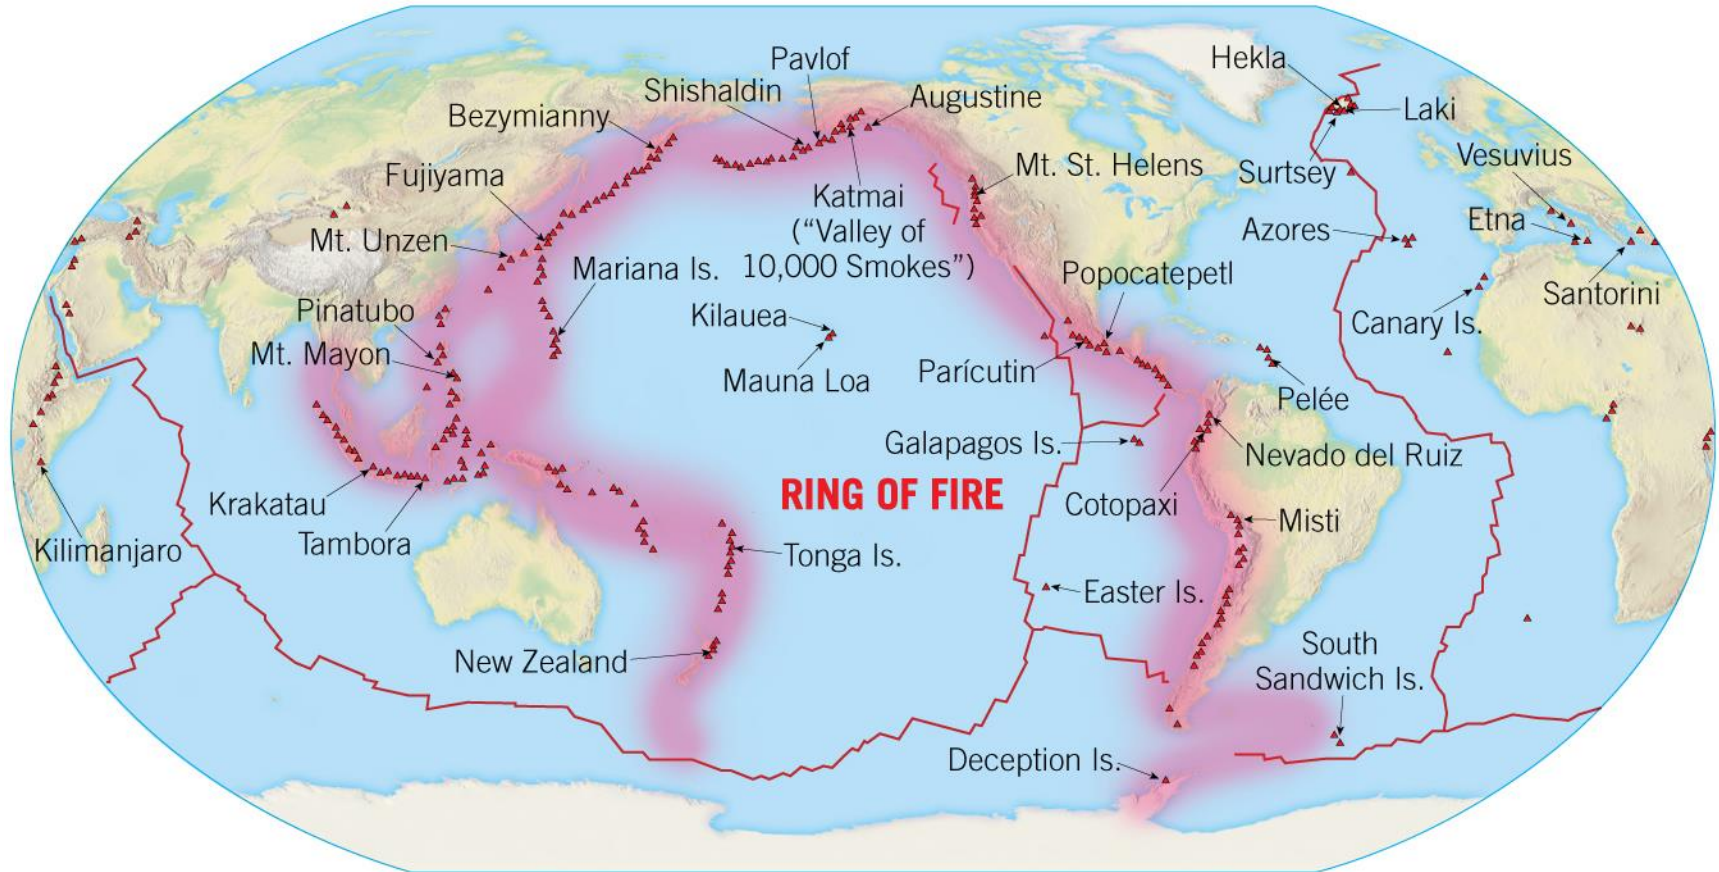 Pavlof
Hekla
Shishaldin
Augustine
Laki
Bezymianny
Vesuvius
Mt. St. Helens
Surtsey
Fujiyama
Katmai
("Valley of
10,000 Smokes")
Etna
Azores
Mt. Unzen
Mariana Is.
Popocatepetl
Santorini
Pinatubo
Kilauea
Canary Is.
Mt. Mayon
Parícutin
Mauna Loa
Pelée
Galapagos Is.
Nevado del Ruiz
RING OF FIRE
Krakatau
Cotopaxi
Misti
Tambora
Kilimanjaro
Tonga Is.
Easter Is.
New Zealand
South
Sandwich Is.
Deception Is.